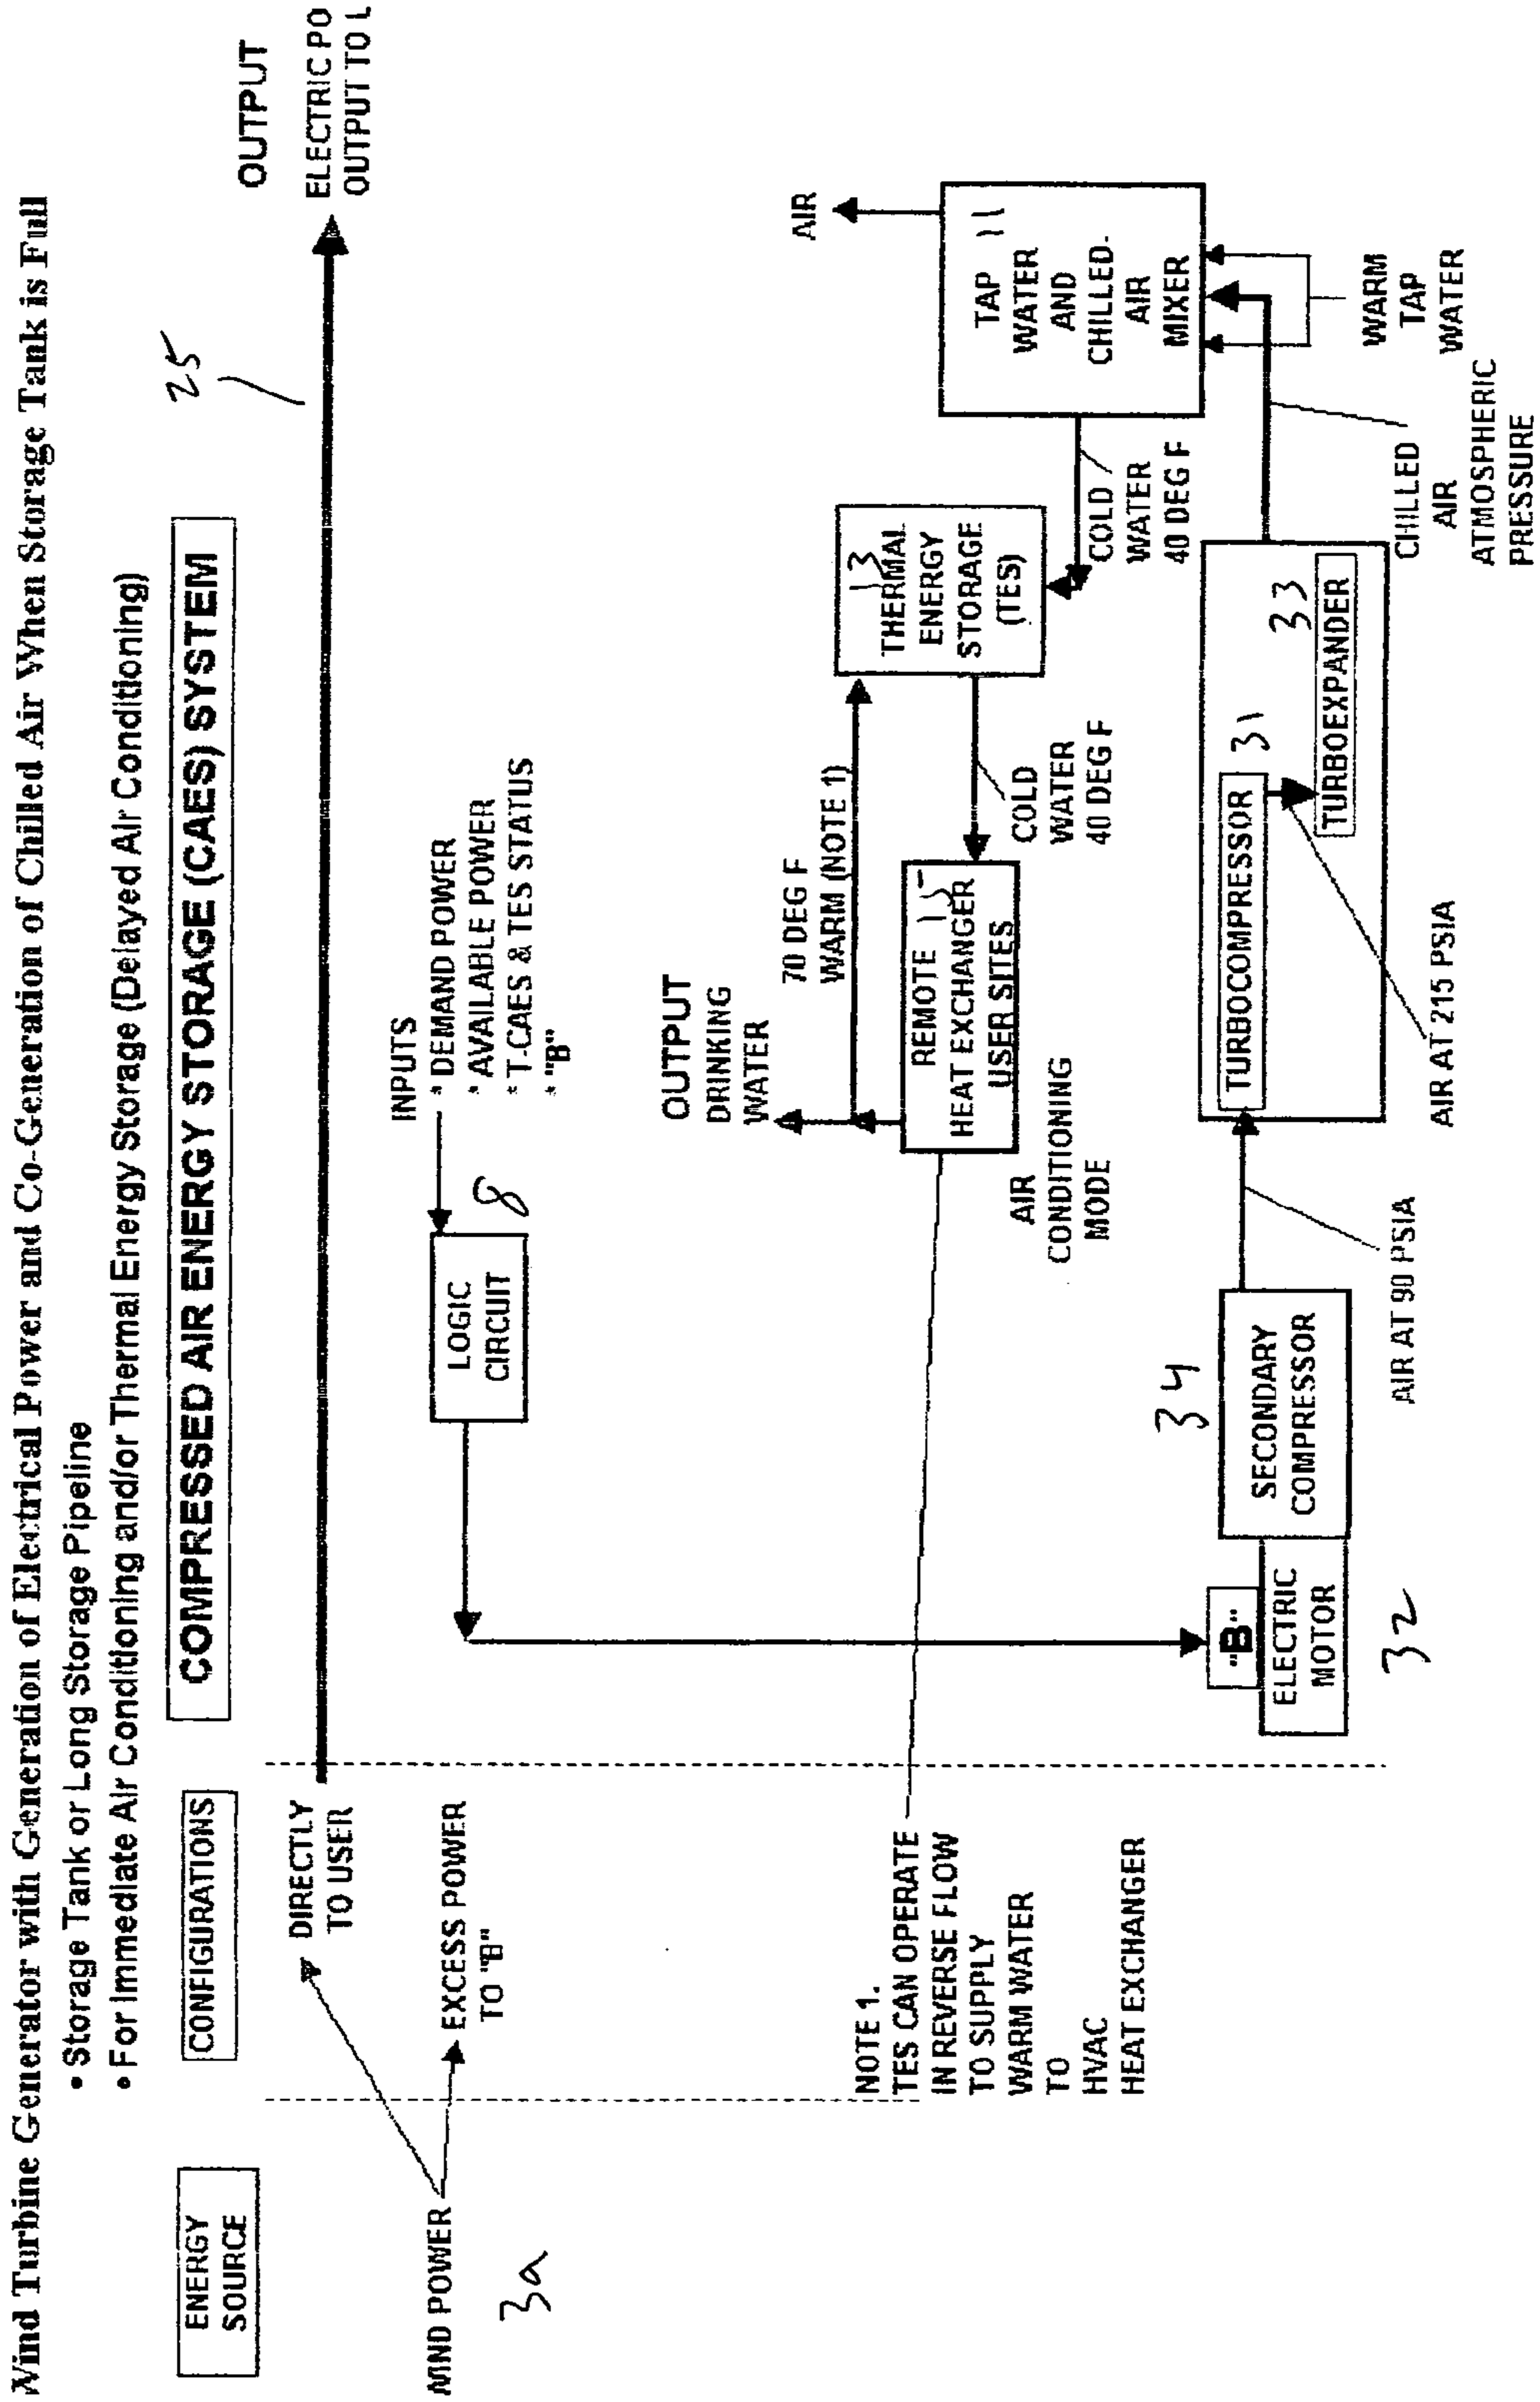 Wind Turbine Generator with Generation of Electrical Power and Co-Generation of Chilled Air When Storage Tank is Full
• Storage Tank or Long Storage Pipeline
• For Immediate Air Conditioning and/or Thermal Energy Storage (Delayed Air Conditioning)
ENERGY
SOURCE
CONFIGURATIONS
COMPRESSED AIR ENERGY STORAGE (CAES) SYSTEM
25
OUTPUT
DIRECTLY
TO USER
ELECTRIC PO
OUTPUT TO L
WIND POWER
3a
EXCESS POWER
TO "B"
LOGIC
CIRCUIT
8
INPUTS
* DEMAND POWER
* AVAILABLE POWER
* T-CAES & TES STATUS
* "B"
OUTPUT
DRINKING
WATER
70 DEG F
WARM (NOTE 1)
REMOTE 15
HEAT EXCHANGER
USER SITES
AIR
CONDITIONING
MODE
COLD
WATER
40 DEG F
13
THERMAL
ENERGY
STORAGE
(TES)
COLD
WATER
40 DEG F
AIR
TAP 11
WATER
AND
CHILLED-
AIR
MIXER
WARM
TAP
WATER
NOTE 1.
TES CAN OPERATE
IN REVERSE FLOW
TO SUPPLY
WARM WATER
TO
HVAC
HEAT EXCHANGER
"B"
ELECTRIC
MOTOR
32
34
SECONDARY
COMPRESSOR
AIR AT 90 PSIA
TURBOCOMPRESSOR
31
33
TURBOEXPANDER
AIR AT 215 PSIA
CHILLED
AIR
ATMOSPHERIC
PRESSURE